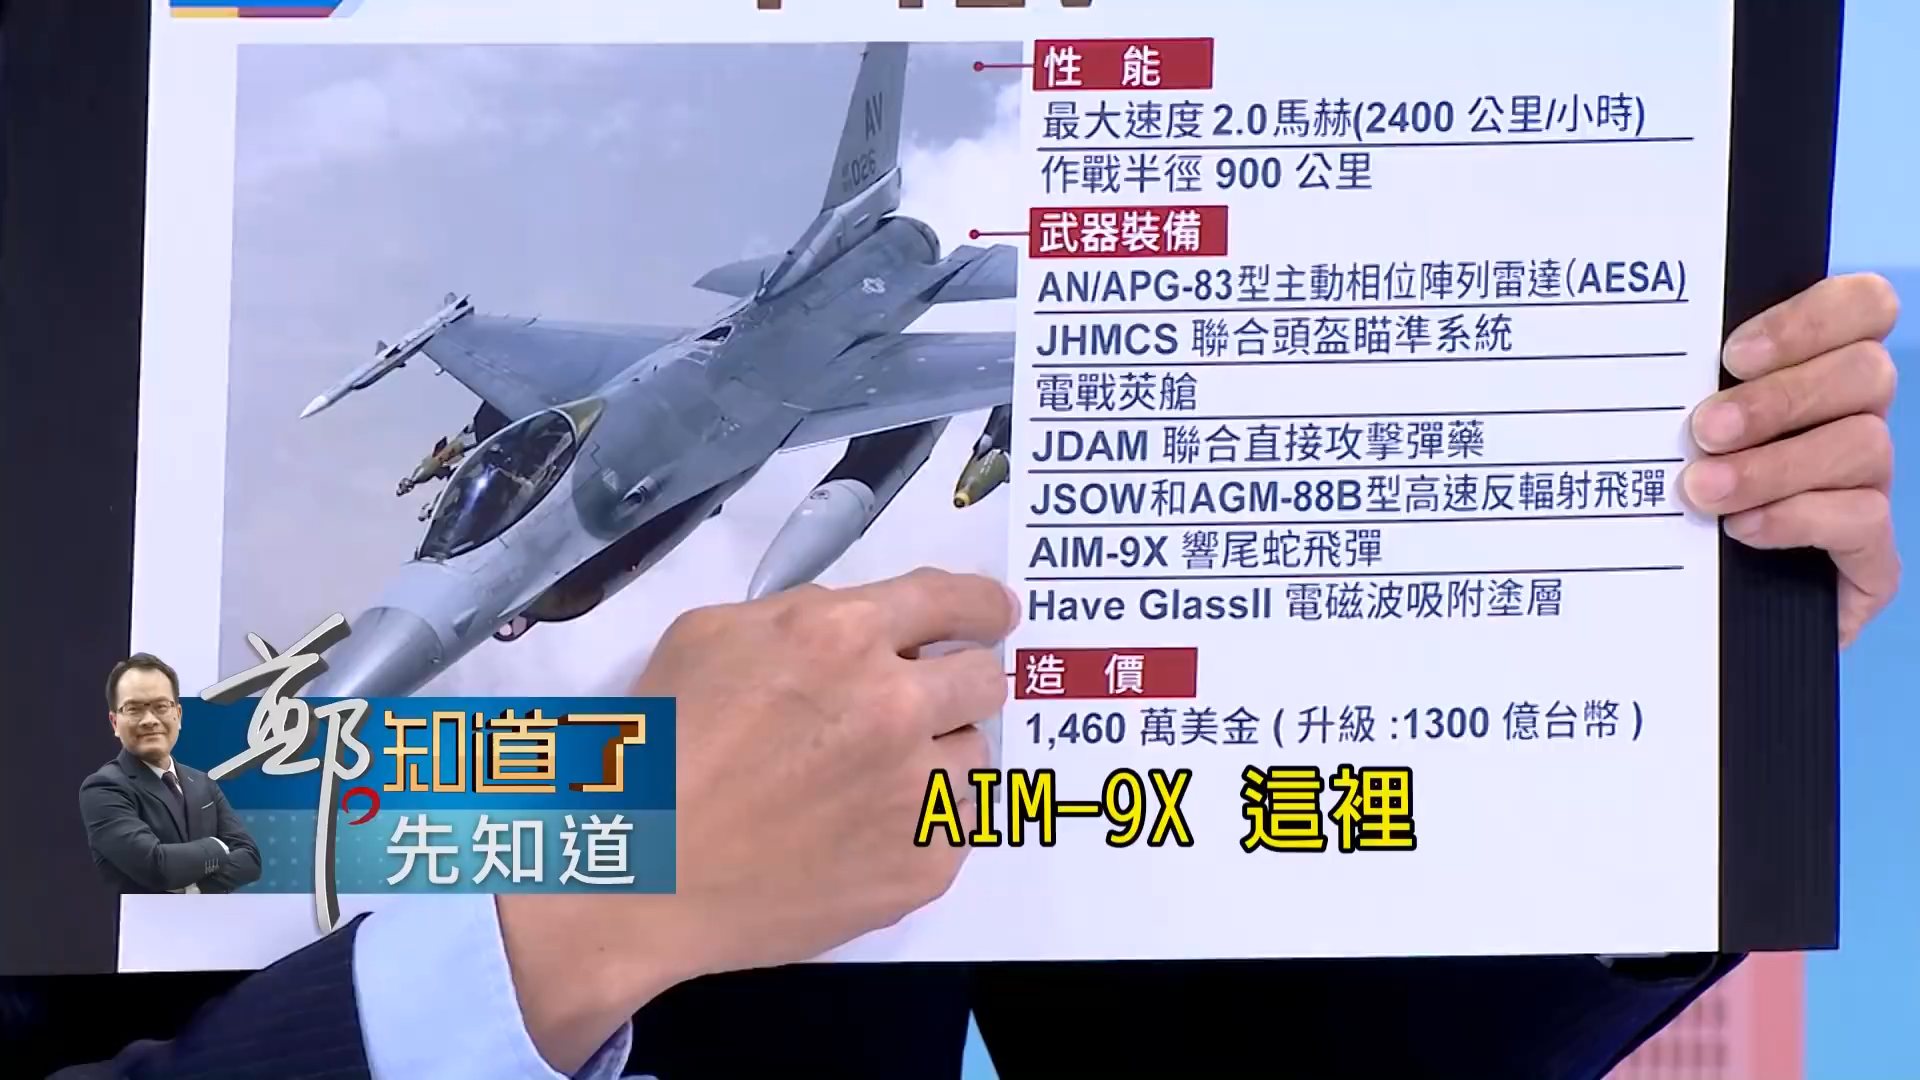 性 能
最大速度2.0馬赫(2400 公里/小時)
作戰半徑 900 公里
武器裝備
AN/APG-83型主動相位陣列雷達(AESA)
JHMCS 聯合頭盔瞄準系統
電戰莢艙
JDAM 聯合直接攻擊彈藥
JSOW和AGM-88B型高速反輻射飛彈
AIM-9X 響尾蛇飛彈
Have GlassII 電磁波吸附塗層
造 價
1,460 萬美金 ( 升級 :1300 億台幣 )
AV
026
鄭知道了
先知道
AIM-9X 這裡